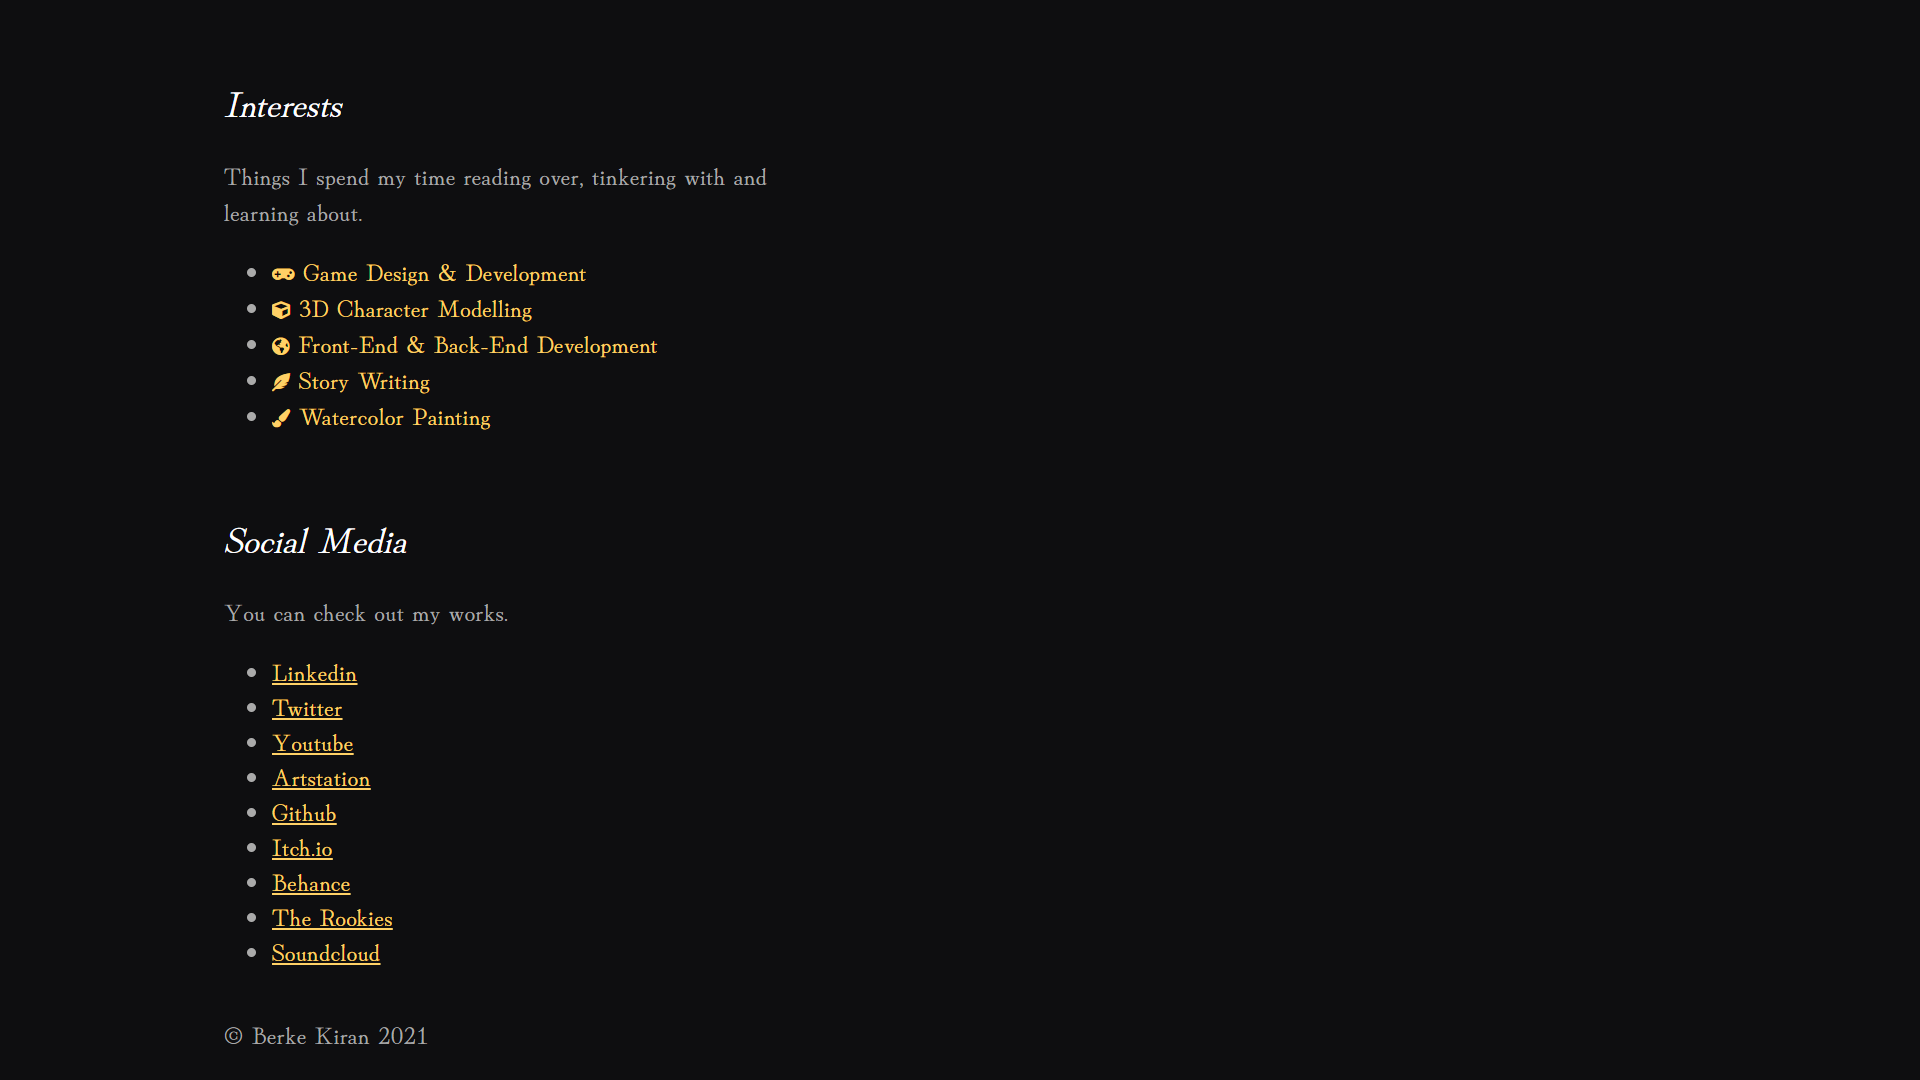 Interests
Things I spend my time reading over, tinkering with and
learning about.
Game Design & Development
3D Character Modelling
Front-End & Back-End Development
Story Writing
Watercolor Painting
Social Media
You can check out my works.
Linkedin
Twitter
Youtube
Artstation
Github
Itch.io
Behance
The Rookies
Soundcloud
© Berke Kiran 2021